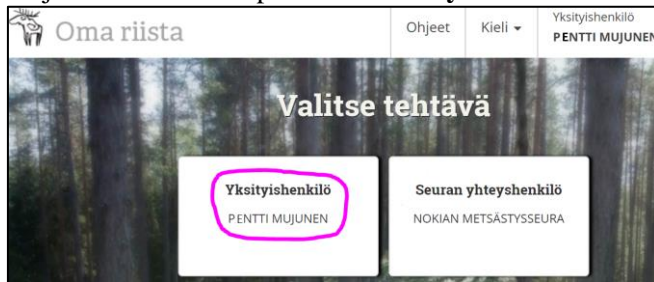 Oma riista
Ohjeet
Kieli
Yksityishenkilö
PENTTI MUJUNEN
Valitse tehtävä
Yksityishenkilö
PENTTI MUJUNEN
Seuran yhteyshenkilö
NOKIAN METSÄSTYSSEURA